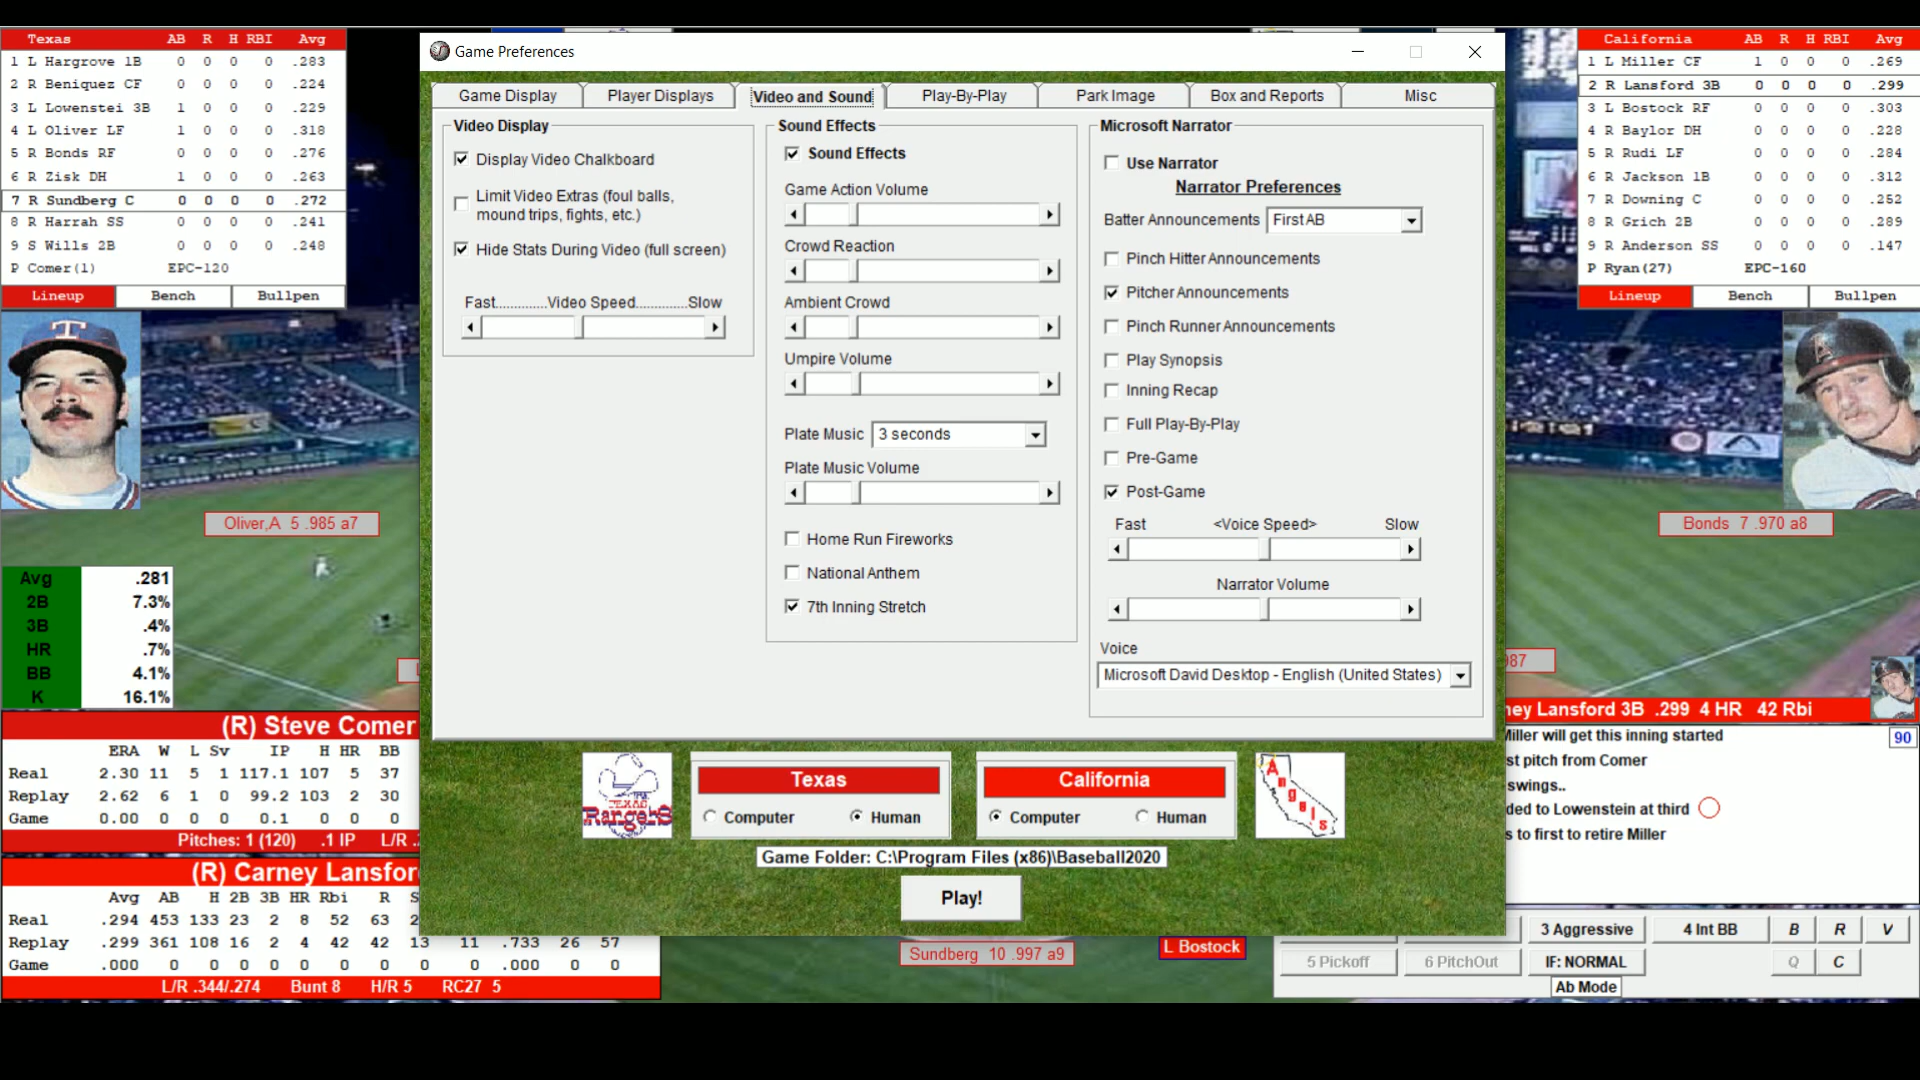 Texas AB R H RBI Avg
1 L Hargrove 1B 0 0 0 0 .283
2 R Beniquez CF 0 0 0 0 .224
3 L Lowenstei 3B 1 0 0 0 .229
4 L Oliver LF 1 0 0 0 .318
5 R Bonds RF 0 0 0 0 .276
6 R Zisk DH 1 0 0 0 .263
7 R Sundberg C 0 0 0 0 .272
8 R Harrah SS 0 0 0 0 .241
9 S Wills 2B 0 0 0 0 .248
P Comer(1) EPC-120
Lineup Bench Bullpen
Oliver,A 5 .985 a7
Avg .281
2B 7.3%
3B .4%
HR .7%
BB 4.1%
K 16.1%
(R) Steve Comer
ERA W L Sv IP H HR BB
Real 2.30 11 5 1 117.1 107 5 37
Replay 2.62 6 1 0 99.2 103 2 30
Game 0.00 0 0 0 0.1 0 0 0
Pitches: 1 (120) .1 IP L/R
(R) Carney Lansfor
Avg AB H 2B 3B HR Rbi R S
Real .294 453 133 23 2 8 52 63
Replay .299 361 108 16 2 4 42 42 13 11 .733 26 57
Game .000 0 0 0 0 0 0 0 0 0 .000 0 0
L/R .344/.274 Bunt 8 H/R 5 RC27 5
Game Preferences
Game Display Player Displays Video and Sound Play-By-Play Park Image Box and Reports Misc
Video Display
Display Video Chalkboard
Limit Video Extras (foul balls,
mound trips, fights, etc.)
Hide Stats During Video (full screen)
Fast............Video Speed............Slow
Sound Effects
Sound Effects
Game Action Volume
Crowd Reaction
Ambient Crowd
Umpire Volume
Plate Music 3 seconds
Plate Music Volume
Home Run Fireworks
National Anthem
7th Inning Stretch
Microsoft Narrator
Use Narrator
Narrator Preferences
Batter Announcements First AB
Pinch Hitter Announcements
Pitcher Announcements
Pinch Runner Announcements
Play Synopsis
Inning Recap
Full Play-By-Play
Pre-Game
Post-Game
Fast <Voice Speed> Slow
Narrator Volume
Voice
Microsoft David Desktop - English (United States)
TEXAS
Rangers
Texas
Computer Human
California
Computer Human
Angels
Game Folder: C:\Program Files (x86)\Baseball2020
Play!
Sundberg 10 .997 a9
L Bostock
California AB R H RBI Avg
1 L Miller CF 1 0 0 0 .269
2 R Lansford 3B 0 0 0 0 .299
3 L Bostock RF 0 0 0 0 .303
4 R Baylor DH 0 0 0 0 .228
5 R Rudi LF 0 0 0 0 .284
6 R Jackson 1B 0 0 0 0 .312
7 R Downing C 0 0 0 0 .252
8 R Grich 2B 0 0 0 0 .289
9 R Anderson SS 0 0 0 0 .147
P Ryan(27) EPC-160
Lineup Bench Bullpen
Bonds 7 .970 a8
987
ney Lansford 3B .299 4 HR 42 Rbi
Miller will get this inning started
90
st pitch from Comer
swings..
ded to Lowenstein at third
s to first to retire Miller
3 Aggressive 4 Int BB B R V
5 Pickoff 6 PitchOut IF: NORMAL Q C
Ab Mode